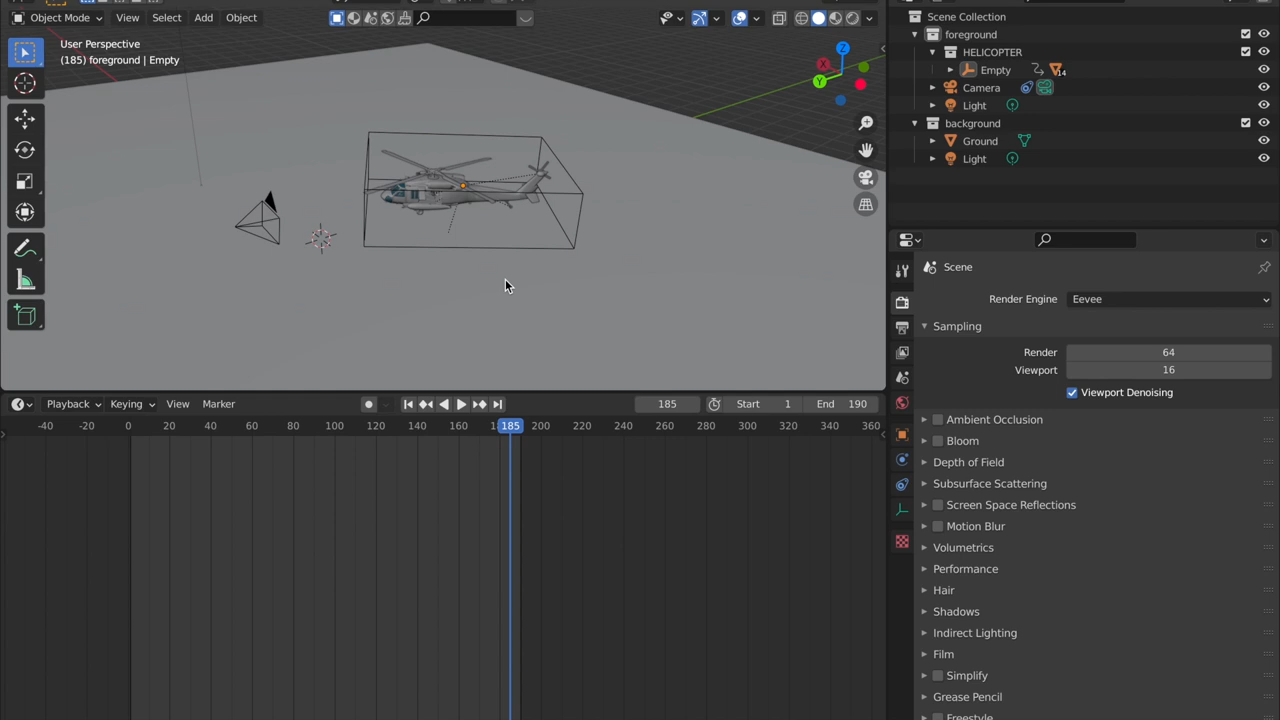 Object Mode View Select Add Object
User Perspective
(185) foreground | Empty
Z
X
Y
Playback Keying View Marker 185 Start 1 End 190
-40 -20 0 20 40 60 80 100 120 140 160 185 200 220 240 260 280 300 320 340 360
Scene Collection
foreground
HELICOPTER
Empty 14
Camera
Light
background
Ground
Light
Scene
Render Engine Eevee
Sampling
Render 64
Viewport 16
Viewport Denoising
Ambient Occlusion
Bloom
Depth of Field
Subsurface Scattering
Screen Space Reflections
Motion Blur
Volumetrics
Performance
Hair
Shadows
Indirect Lighting
Film
Simplify
Grease Pencil
Freestyle